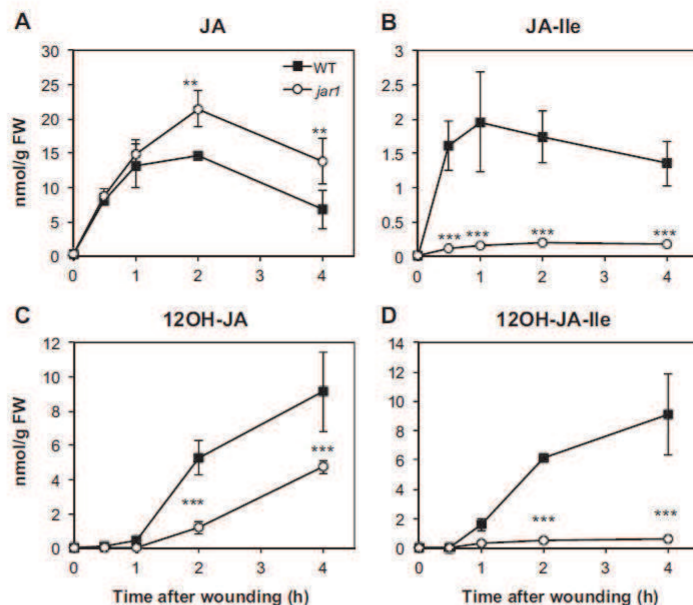 A JA
B JA-Ile
nmol/g FW
30
25
20
15
10
5
0
0 1 2 3 4
WT
jar1
**
**
3
2.5
2
1.5
1
0.5
0
0 1 2 3 4
*** *** *** ***
C 12OH-JA
D 12OH-JA-Ile
nmol/g FW
12
10
8
6
4
2
0
0 1 2 3 4
***
***
Time after wounding (h)
14
12
10
8
6
4
2
0
0 1 2 3 4
*** ***
Time after wounding (h)